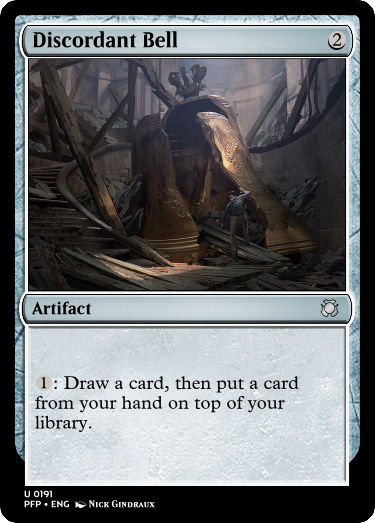 Discordant Bell 2
Artifact
1: Draw a card, then put a card
from your hand on top of your
library.
U 0191
PFP • ENG Nick Gindraux